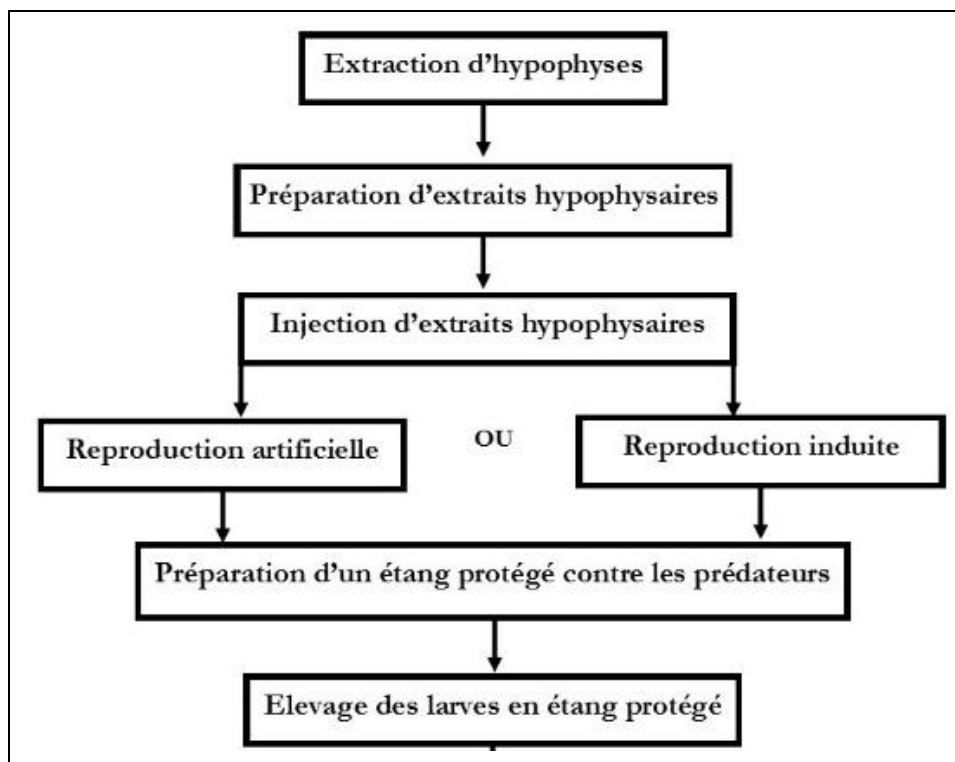 Extraction d’hypophyses
Préparation d’extraits hypophysaires
Injection d’extraits hypophysaires
Reproduction artificielle
OU
Reproduction induite
Préparation d’un étang protégé contre les prédateurs
Elevage des larves en étang protégé